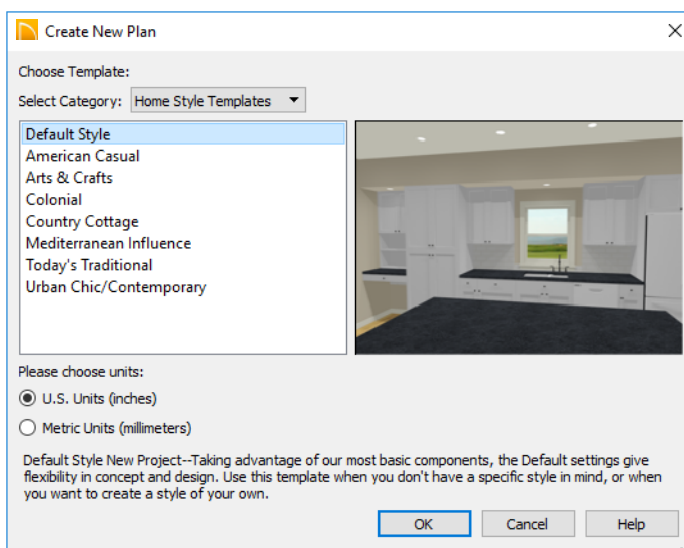 Create New Plan
Choose Template:
Select Category: Home Style Templates
Default Style
American Casual
Arts & Crafts
Colonial
Country Cottage
Mediterranean Influence
Today's Traditional
Urban Chic/Contemporary
Please choose units:
U.S. Units (inches)
Metric Units (millimeters)
Default Style New Project--Taking advantage of our most basic components, the Default settings give
flexibility in concept and design. Use this template when you don't have a specific style in mind, or when
you want to create a style of your own.
OK Cancel Help